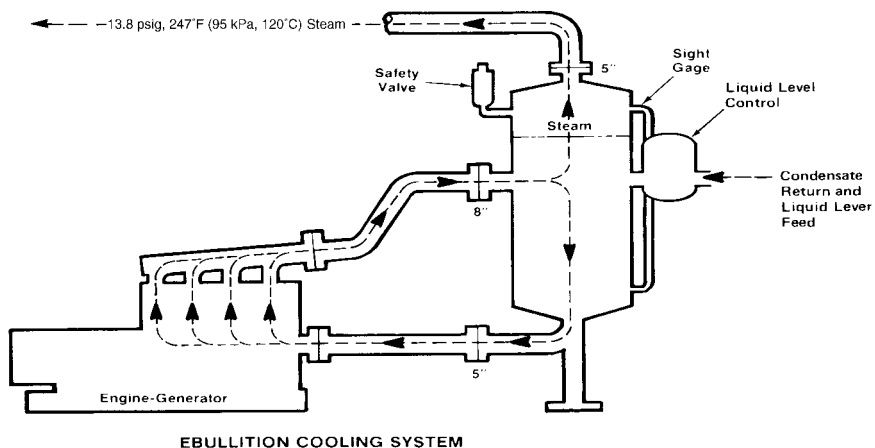 13.8 psig, 247°F (95 kPa, 120°C) Steam
5"
Safety
Valve
Sight
Gage
Liquid Level
Control
Steam
Condensate
Return and
Liquid Lever
Feed
8"
5"
Engine-Generator
EBULLITION COOLING SYSTEM